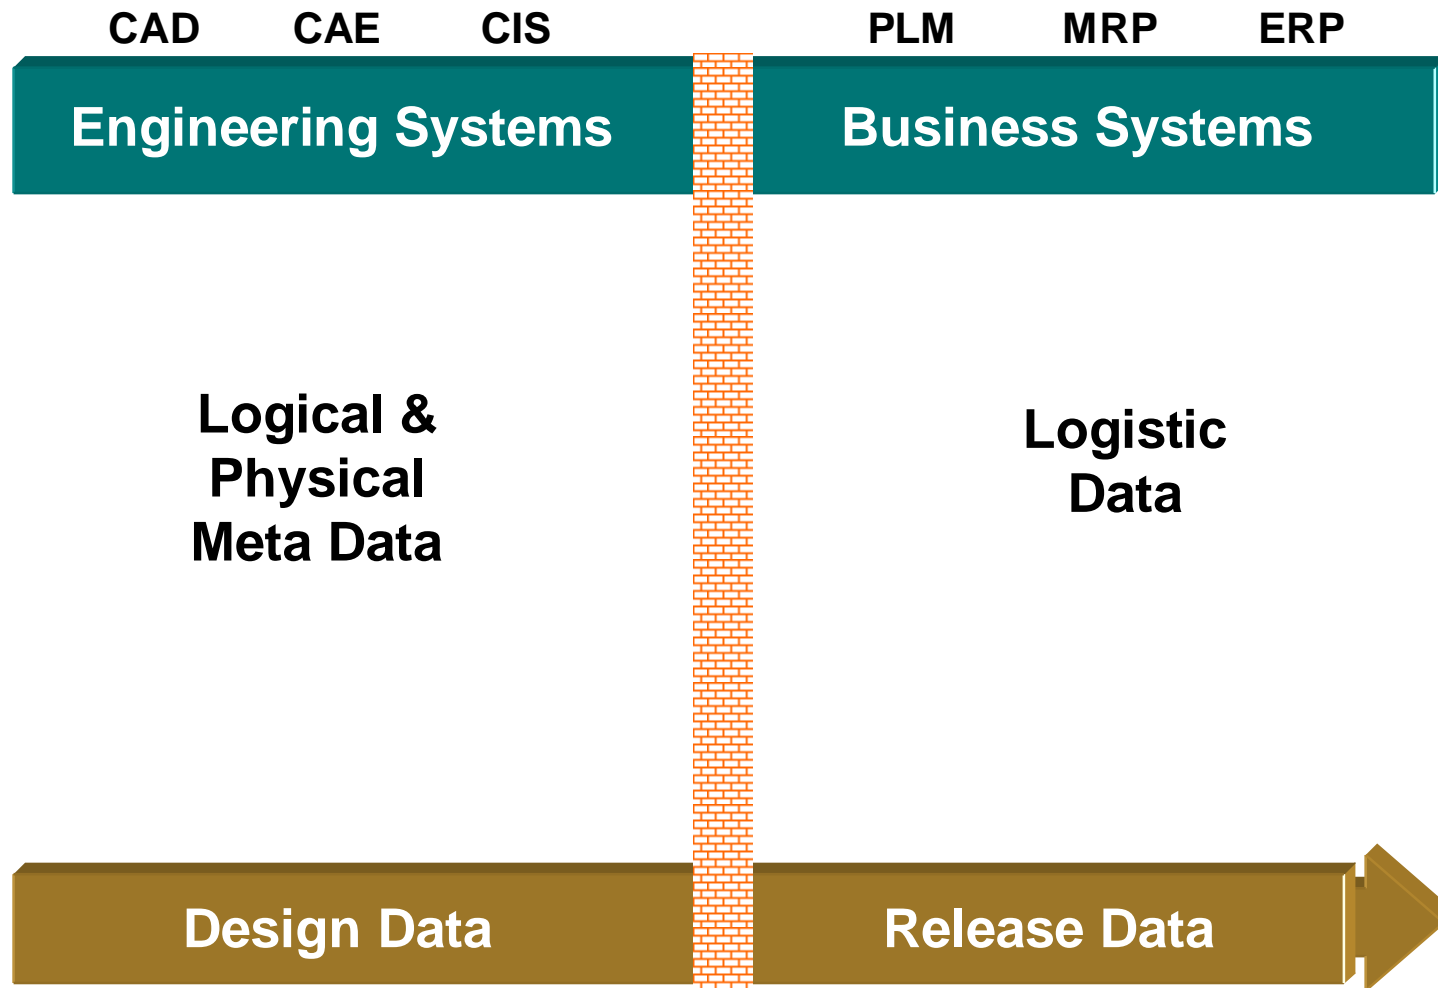 CAD CAE CIS PLM MRP ERP
Engineering Systems Business Systems
Logical &
Physical
Meta Data
Logistic
Data
Design Data Release Data